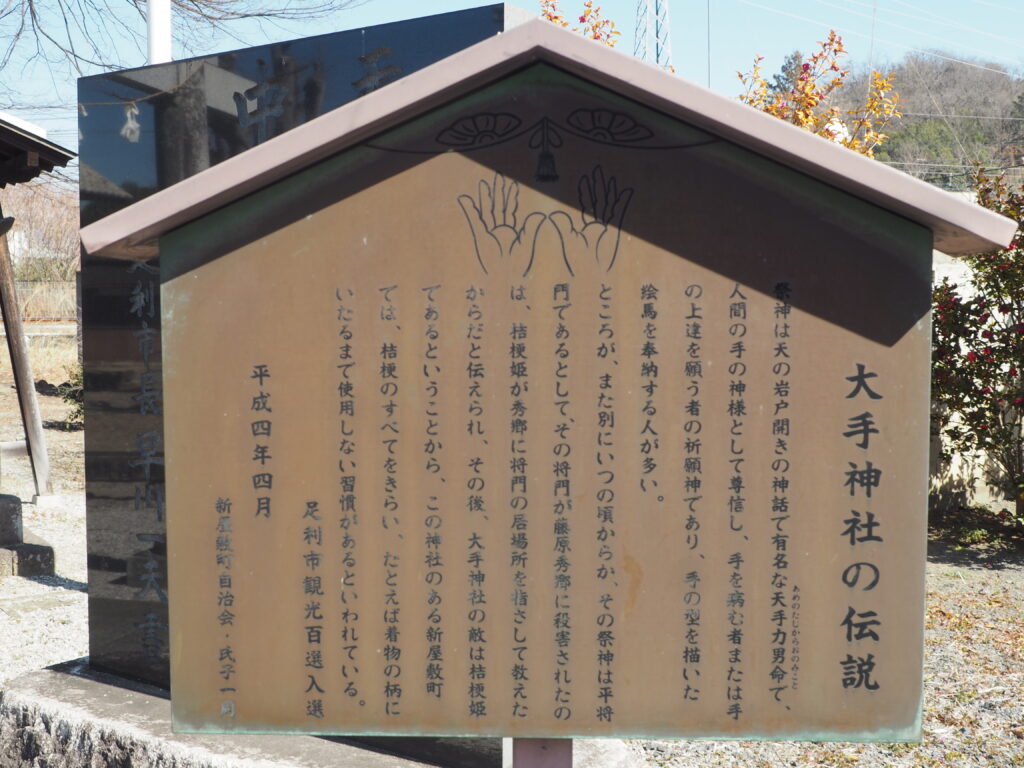 大手神社の伝説
祭神は天の岩戸開きの神話で有名な天手力男命で、
あめのたじからおのみこと
人間の手の神様として尊信し、手を病む者または手
の上達を願う者の祈願神であり、手の型を描いた
絵馬を奉納する人が多い。
ところが、また別にいつの頃からか、その祭神は平将
門であるとして、その将門が藤原秀郷に殺害されたの
は、桔梗姫が秀郷に将門の居場所を指さして教えた
からだと伝えられ、その後、大手神社の敵は桔梗姫
であるということから、この神社のある新屋敷町
では、桔梗のすべてをきらい、たとえば着物の柄に
いたるまで使用しない習慣があるといわれている。
足利市観光百選入選
平成四年四月
新屋敷町自治会・氏子一同
利市長 早川一夫書